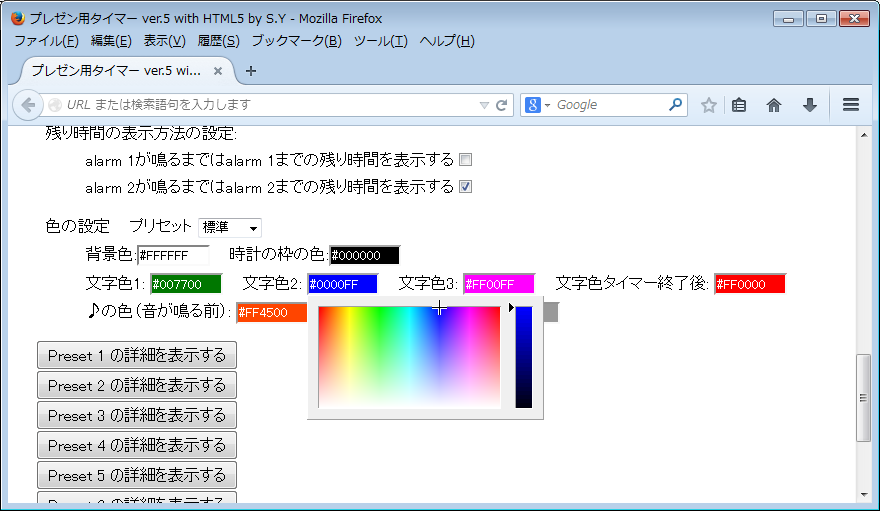 プレゼン用タイマー ver.5 with HTML5 by S.Y - Mozilla Firefox
ファイル(F) 編集(E) 表示(V) 履歴(S) ブックマーク(B) ツール(T) ヘルプ(H)
プレゼン用タイマー ver.5 wi...
URL または検索語句を入力します Google
残り時間の表示方法の設定:
alarm 1が鳴るまではalarm 1までの残り時間を表示する
alarm 2が鳴るまではalarm 2までの残り時間を表示する
色の設定 プリセット 標準
背景色:#FFFFFF 時計の枠の色:#000000
文字色1: #007700 文字色2: #0000FF 文字色3: #FF00FF 文字色タイマー終了後: #FF0000
♪の色(音が鳴る前): #FF4500
Preset 1 の詳細を表示する
Preset 2 の詳細を表示する
Preset 3 の詳細を表示する
Preset 4 の詳細を表示する
Preset 5 の詳細を表示する